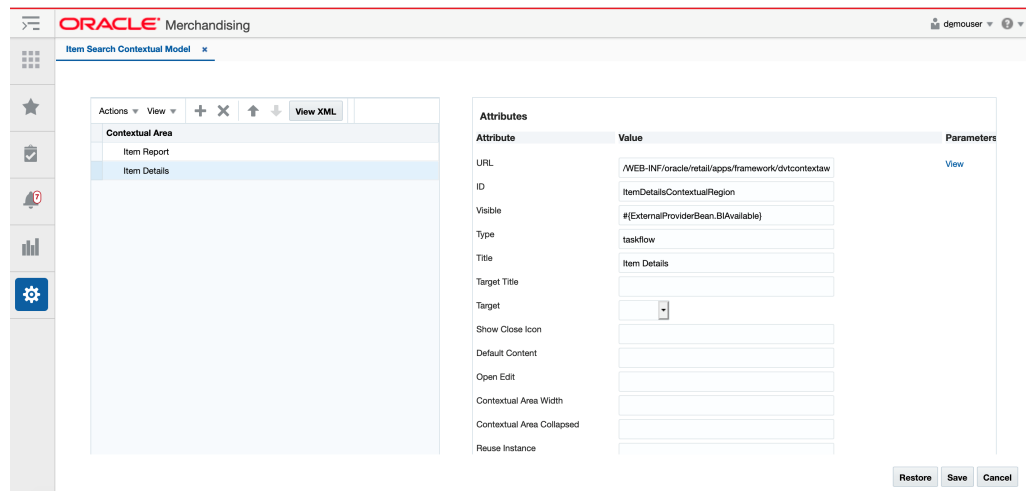 ORACLE® Merchandising
demouser
Item Search Contextual Model ×
Actions View View XML
Contextual Area
Item Report
Item Details
7
Attributes
Attribute Value Parameters
URL /WEB-INF/oracle/retail/apps/framework/dvtcontextaw View
ID ItemDetailsContextualRegion
Visible #{ExternalProviderBean.BIAvailable}
Type taskflow
Title Item Details
Target Title
Target
Show Close Icon
Default Content
Open Edit
Contextual Area Width
Contextual Area Collapsed
Reuse Instance
Restore Save Cancel